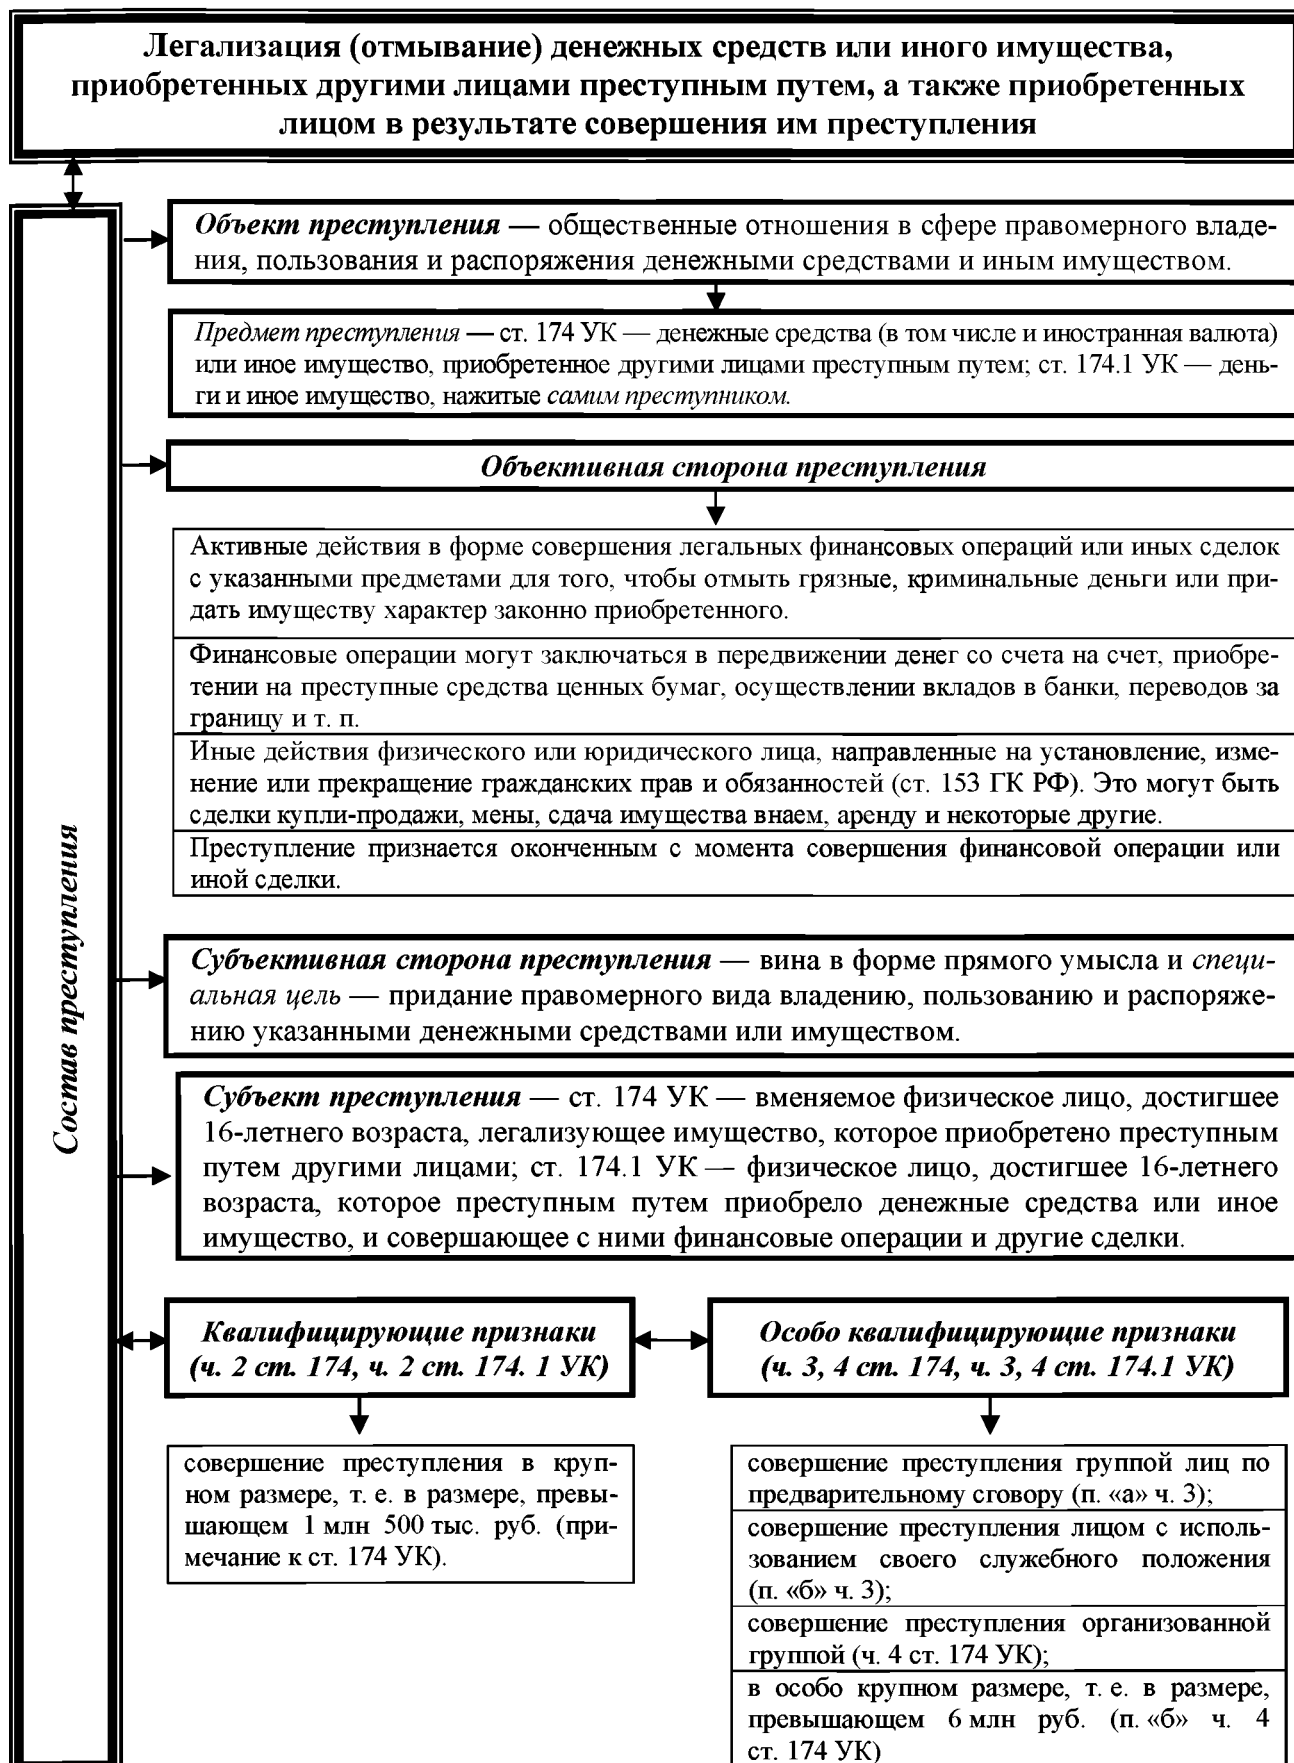 Легализация (отмывание) денежных средств или иного имущества,
приобретенных другими лицами преступным путем, а также приобретенных
лицом в результате совершения им преступления
Состав преступления
Объект преступления — общественные отношения в сфере правомерного владе-
ния, пользования и распоряжения денежными средствами и иным имуществом.
Предмет преступления — ст. 174 УК — денежные средства (в том числе и иностранная валюта)
или иное имущество, приобретенное другими лицами преступным путем; ст. 174.1 УК — день-
ги и иное имущество, нажитые самим преступником.
Объективная сторона преступления
Активные действия в форме совершения легальных финансовых операций или иных сделок
с указанными предметами для того, чтобы отмыть грязные, криминальные деньги или при-
дать имуществу характер законно приобретенного.
Финансовые операции могут заключаться в передвижении денег со счета на счет, приобре-
тении на преступные средства ценных бумаг, осуществлении вкладов в банки, переводов за
границу и т. п.
Иные действия физического или юридического лица, направленные на установление, изме-
нение или прекращение гражданских прав и обязанностей (ст. 153 ГК РФ). Это могут быть
сделки купли-продажи, мены, сдача имущества внаем, аренду и некоторые другие.
Преступление признается оконченным с момента совершения финансовой операции или
иной сделки.
Субъективная сторона преступления — вина в форме прямого умысла и специ-
альная цель — придание правомерного вида владению, пользованию и распоряже-
нию указанными денежными средствами или имуществом.
Субъект преступления — ст. 174 УК — вменяемое физическое лицо, достигшее
16-летнего возраста, легализующее имущество, которое приобретено преступным
путем другими лицами; ст. 174.1 УК — физическое лицо, достигшее 16-летнего
возраста, которое преступным путем приобрело денежные средства или иное
имущество, и совершающее с ними финансовые операции и другие сделки.
Квалифицирующие признаки
(ч. 2 ст. 174, ч. 2 ст. 174. 1 УК)
совершение преступления в круп-
ном размере, т. е. в размере, превы-
шающем 1 млн 500 тыс. руб. (при-
мечание к ст. 174 УК).
Особо квалифицирующие признаки
(ч. 3, 4 ст. 174, ч. 3, 4 ст. 174.1 УК)
совершение преступления группой лиц по
предварительному сговору (п. «а» ч. 3);
совершение преступления лицом с исполь-
зованием своего служебного положения
(п. «б» ч. 3);
совершение преступления организованной
группой (ч. 4 ст. 174 УК);
в особо крупном размере, т. е. в размере,
превышающем 6 млн руб. (п. «б» ч. 4
ст. 174 УК)